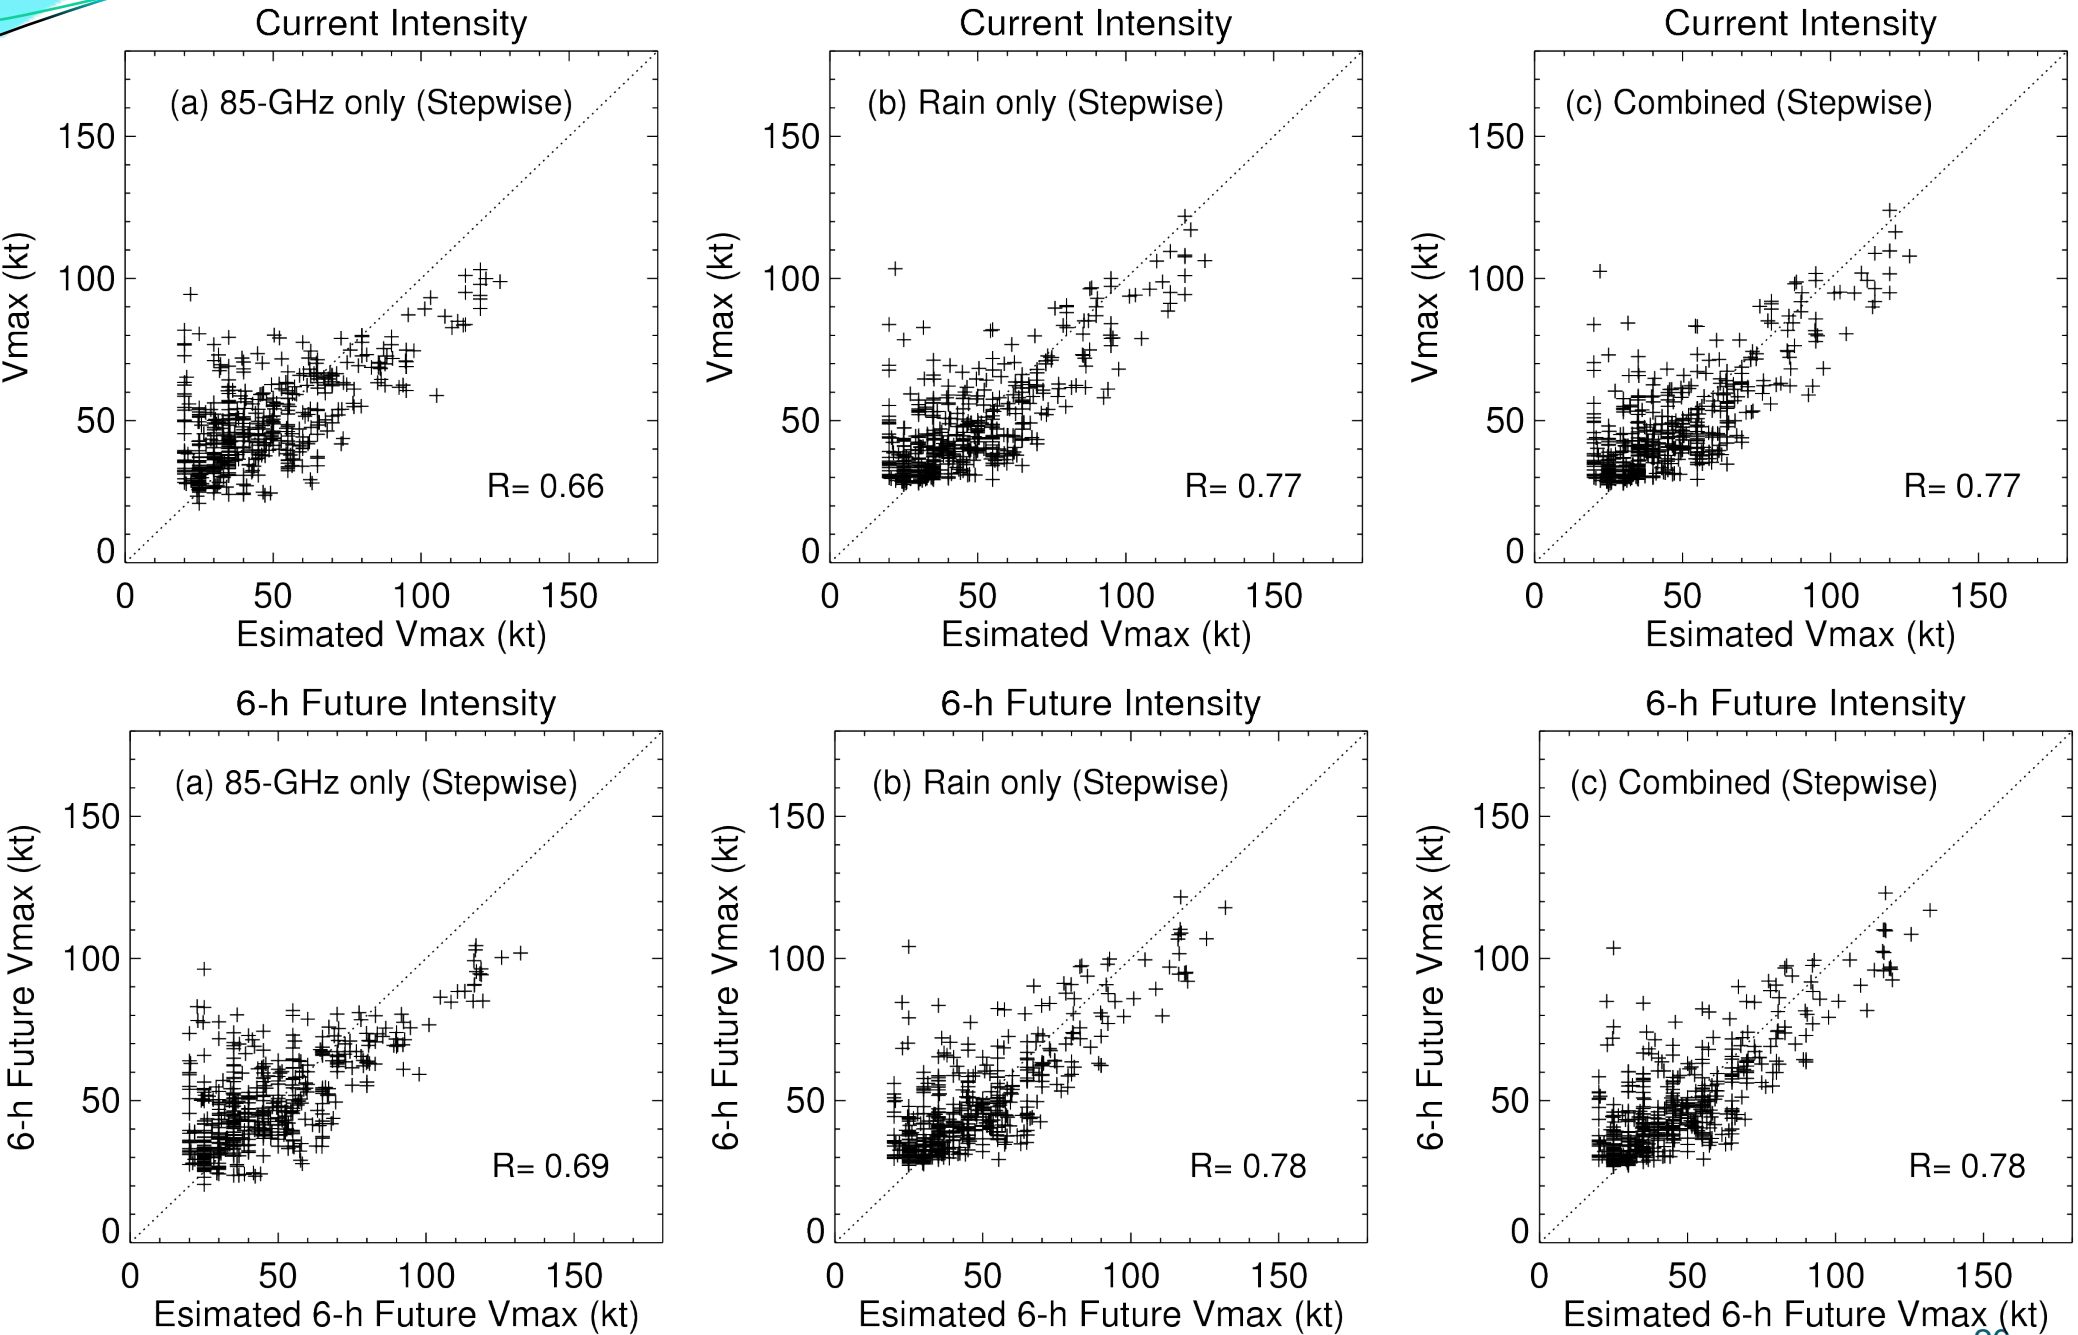 Current Intensity
(a) 85-GHz only (Stepwise)
150
100
50
0
Vmax (kt)
R= 0.66
0 50 100 150
Esimated Vmax (kt)
Current Intensity
(b) Rain only (Stepwise)
150
100
50
0
Vmax (kt)
R= 0.77
0 50 100 150
Esimated Vmax (kt)
Current Intensity
(c) Combined (Stepwise)
150
100
50
0
Vmax (kt)
R= 0.77
0 50 100 150
Esimated Vmax (kt)
6-h Future Intensity
(a) 85-GHz only (Stepwise)
150
100
50
0
6-h Future Vmax (kt)
R= 0.69
0 50 100 150
Esimated 6-h Future Vmax (kt)
6-h Future Intensity
(b) Rain only (Stepwise)
150
100
50
0
6-h Future Vmax (kt)
R= 0.78
0 50 100 150
Esimated 6-h Future Vmax (kt)
6-h Future Intensity
(c) Combined (Stepwise)
150
100
50
0
6-h Future Vmax (kt)
R= 0.78
0 50 100 150
Esimated 6-h Future Vmax (kt)